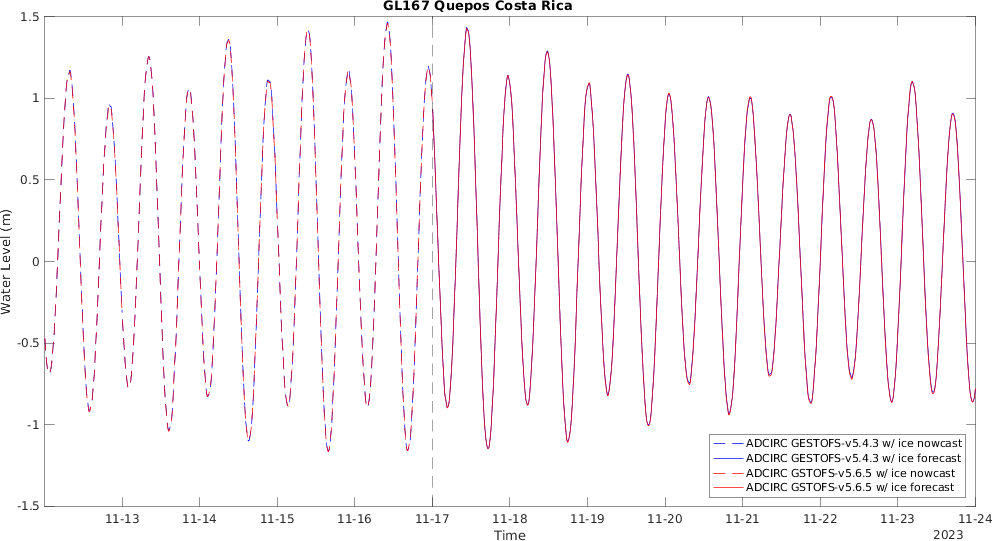 GL167 Quepos Costa Rica
Water Level (m)
1.5
1
0.5
0
-0.5
-1
-1.5
ADCIRC GESTOFS-v5.4.3 w/ ice nowcast
ADCIRC GESTOFS-v5.4.3 w/ ice forecast
ADCIRC GSTOFS-v5.6.5 w/ ice nowcast
ADCIRC GSTOFS-v5.6.5 w/ ice forecast
11-13 11-14 11-15 11-16 11-17 11-18 11-19 11-20 11-21 11-22 11-23 11-24
Time
2023